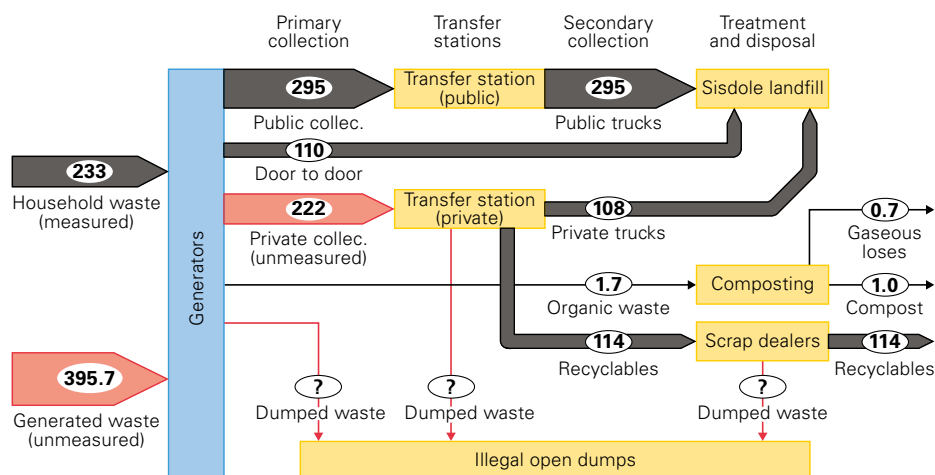 Primary
collection
Transfer
stations
Secondary
collection
Treatment
and disposal
295
Public collec.
Transfer station
(public)
295
Public trucks
Sisdole landfill
110
Door to door
233
Household waste
(measured)
Generators
222
Private collec.
(unmeasured)
Transfer station
(private)
108
Private trucks
0.7
Gaseous
loses
1.7
Organic waste
Composting
1.0
Compost
114
Recyclables
Scrap dealers
114
Recyclables
395.7
Generated waste
(unmeasured)
?
Dumped waste
?
Dumped waste
?
Dumped waste
Illegal open dumps